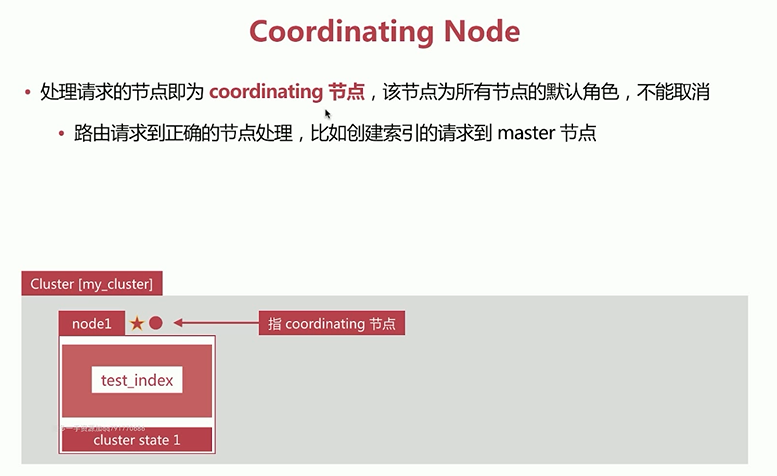 Coordinating Node
处理请求的节点即为 coordinating 节点，该节点为所有节点的默认角色，不能取消
路由请求到正确的节点处理，比如创建索引的请求到 master 节点
Cluster [my_cluster]
node1
指 coordinating 节点
test_index
cluster state 1